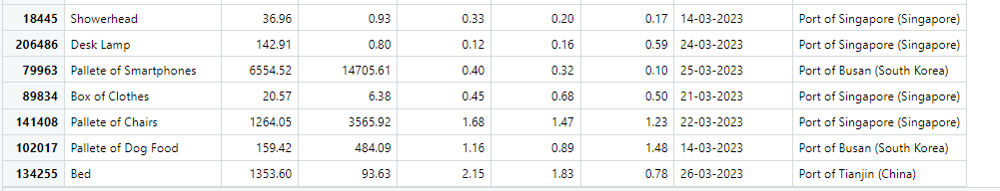 18445 Showerhead 36.96 0.93 0.33 0.20 0.17 14-03-2023 Port of Singapore (Singapore)
206486 Desk Lamp 142.91 0.80 0.12 0.16 0.59 24-03-2023 Port of Singapore (Singapore)
79963 Pallete of Smartphones 6554.52 14705.61 0.40 0.32 0.10 25-03-2023 Port of Busan (South Korea)
89834 Box of Clothes 20.57 6.38 0.45 0.68 0.50 21-03-2023 Port of Singapore (Singapore)
141408 Pallete of Chairs 1264.05 3565.92 1.68 1.47 1.23 22-03-2023 Port of Singapore (Singapore)
102017 Pallete of Dog Food 159.42 484.09 1.16 0.89 1.48 14-03-2023 Port of Busan (South Korea)
134255 Bed 1353.60 93.63 2.15 1.83 0.78 26-03-2023 Port of Tianjin (China)